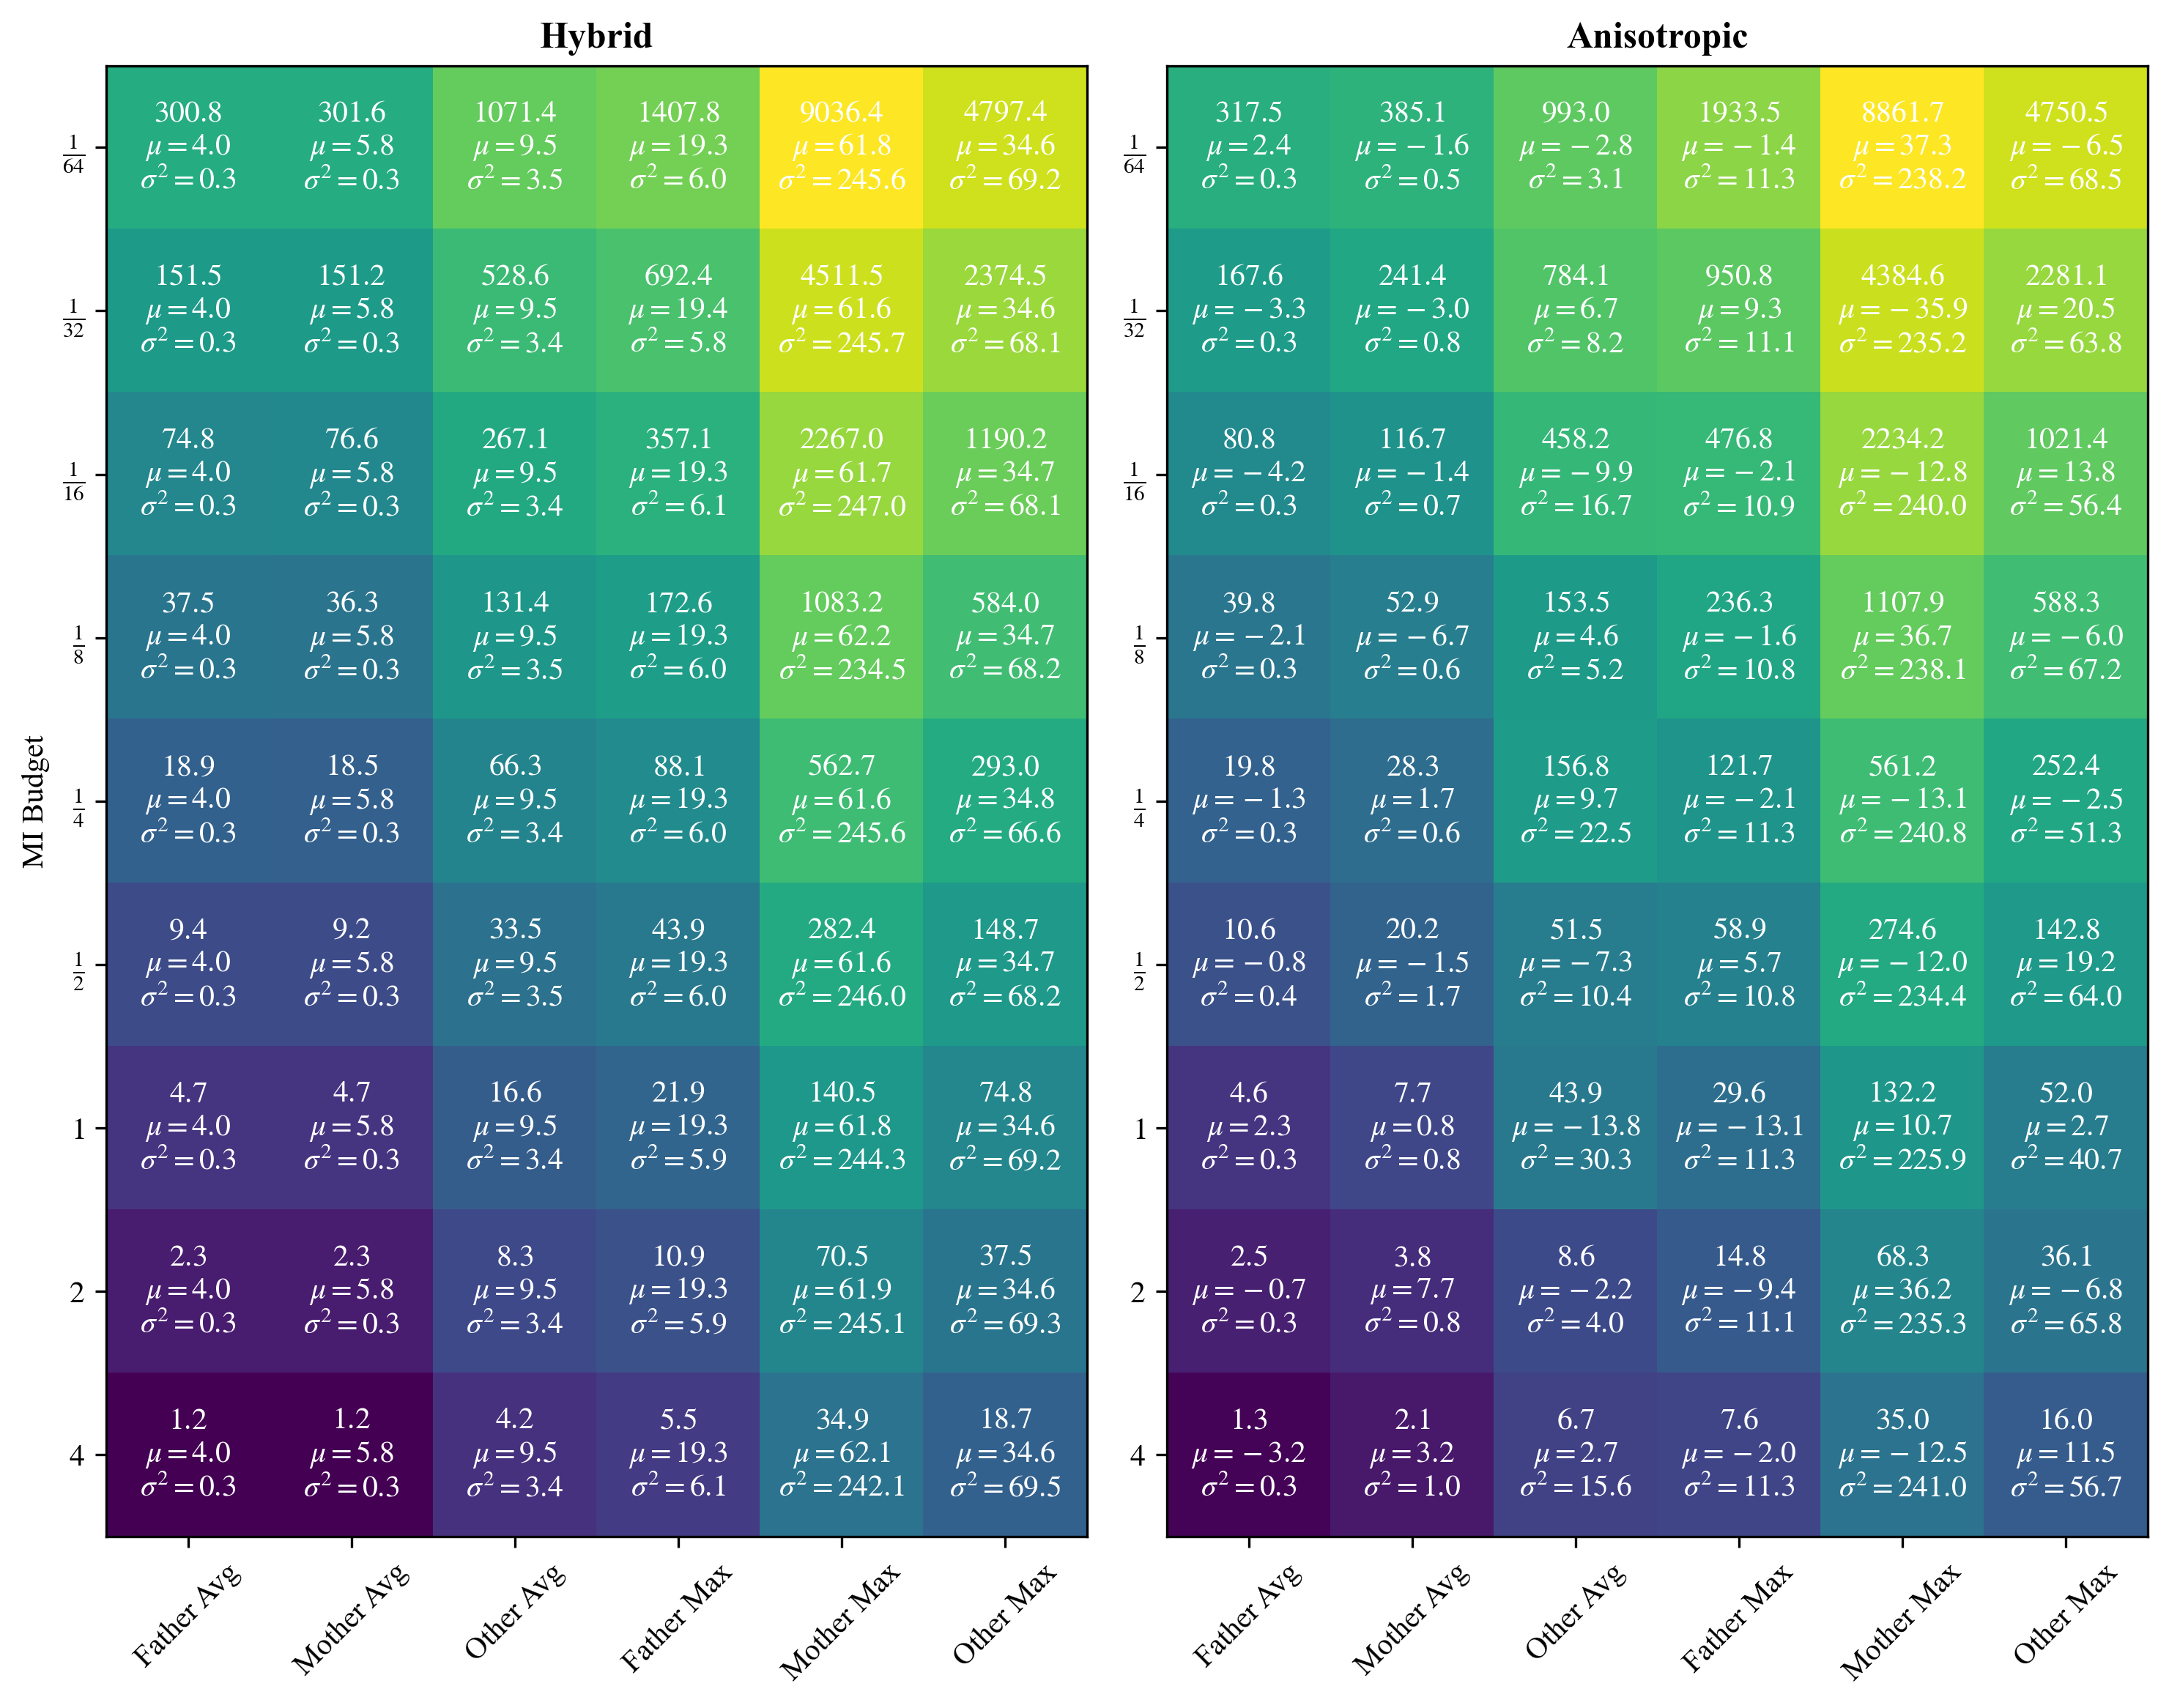 Hybrid
300.8 301.6 1071.4 1407.8 9036.4 4797.4
μ=4.0 μ=5.8 μ=9.5 μ=19.3 μ=61.8 μ=34.6
1/64
σ²=0.3 σ²=0.3 σ²=3.5 σ²=6.0 σ²=245.6 σ²=69.2
151.5 151.2 528.6 692.4 4511.5 2374.5
μ=4.0 μ=5.8 μ=9.5 μ=19.4 μ=61.6 μ=34.6
1/32
σ²=0.3 σ²=0.3 σ²=3.4 σ²=5.8 σ²=245.7 σ²=68.1
74.8 76.6 267.1 357.1 2267.0 1190.2
μ=4.0 μ=5.8 μ=9.5 μ=19.3 μ=61.7 μ=34.7
1/16
σ²=0.3 σ²=0.3 σ²=3.4 σ²=6.1 σ²=247.0 σ²=68.1
37.5 36.3 131.4 172.6 1083.2 584.0
μ=4.0 μ=5.8 μ=9.5 μ=19.3 μ=62.2 μ=34.7
1/8
σ²=0.3 σ²=0.3 σ²=3.5 σ²=6.0 σ²=234.5 σ²=68.2
MI Budget
18.9 18.5 66.3 88.1 562.7 293.0
μ=4.0 μ=5.8 μ=9.5 μ=19.3 μ=61.6 μ=34.8
1/4
σ²=0.3 σ²=0.3 σ²=3.4 σ²=6.0 σ²=245.6 σ²=66.6
9.4 9.2 33.5 43.9 282.4 148.7
μ=4.0 μ=5.8 μ=9.5 μ=19.3 μ=61.6 μ=34.7
1/2
σ²=0.3 σ²=0.3 σ²=3.5 σ²=6.0 σ²=246.0 σ²=68.2
4.7 4.7 16.6 21.9 140.5 74.8
1 μ=4.0 μ=5.8 μ=9.5 μ=19.3 μ=61.8 μ=34.6
σ²=0.3 σ²=0.3 σ²=3.4 σ²=5.9 σ²=244.3 σ²=69.2
2.3 2.3 8.3 10.9 70.5 37.5
2 μ=4.0 μ=5.8 μ=9.5 μ=19.3 μ=61.9 μ=34.6
σ²=0.3 σ²=0.3 σ²=3.4 σ²=5.9 σ²=245.1 σ²=69.3
1.2 1.2 4.2 5.5 34.9 18.7
4 μ=4.0 μ=5.8 μ=9.5 μ=19.3 μ=62.1 μ=34.6
σ²=0.3 σ²=0.3 σ²=3.4 σ²=6.1 σ²=242.1 σ²=69.5
Father Avg
Mother Avg
Other Avg
Father Max
Mother Max
Other Max
Anisotropic
317.5 385.1 993.0 1933.5 8861.7 4750.5
μ=2.4 μ=−1.6 μ=−2.8 μ=−1.4 μ=37.3 μ=−6.5
1/64
σ²=0.3 σ²=0.5 σ²=3.1 σ²=11.3 σ²=238.2 σ²=68.5
167.6 241.4 784.1 950.8 4384.6 2281.1
μ=−3.3 μ=−3.0 μ=6.7 μ=9.3 μ=−35.9 μ=20.5
1/32
σ²=0.3 σ²=0.8 σ²=8.2 σ²=11.1 σ²=235.2 σ²=63.8
80.8 116.7 458.2 476.8 2234.2 1021.4
μ=−4.2 μ=−1.4 μ=−9.9 μ=−2.1 μ=−12.8 μ=13.8
1/16
σ²=0.3 σ²=0.7 σ²=16.7 σ²=10.9 σ²=240.0 σ²=56.4
39.8 52.9 153.5 236.3 1107.9 588.3
μ=−2.1 μ=−6.7 μ=4.6 μ=−1.6 μ=36.7 μ=−6.0
1/8
σ²=0.3 σ²=0.6 σ²=5.2 σ²=10.8 σ²=238.1 σ²=67.2
19.8 28.3 156.8 121.7 561.2 252.4
μ=−1.3 μ=1.7 μ=9.7 μ=−2.1 μ=−13.1 μ=−2.5
1/4
σ²=0.3 σ²=0.6 σ²=22.5 σ²=11.3 σ²=240.8 σ²=51.3
10.6 20.2 51.5 58.9 274.6 142.8
μ=−0.8 μ=−1.5 μ=−7.3 μ=5.7 μ=−12.0 μ=19.2
1/2
σ²=0.4 σ²=1.7 σ²=10.4 σ²=10.8 σ²=234.4 σ²=64.0
4.6 7.7 43.9 29.6 132.2 52.0
1 μ=2.3 μ=0.8 μ=−13.8 μ=−13.1 μ=10.7 μ=2.7
σ²=0.3 σ²=0.8 σ²=30.3 σ²=11.3 σ²=225.9 σ²=40.7
2.5 3.8 8.6 14.8 68.3 36.1
2 μ=−0.7 μ=7.7 μ=−2.2 μ=−9.4 μ=36.2 μ=−6.8
σ²=0.3 σ²=0.8 σ²=4.0 σ²=11.1 σ²=235.3 σ²=65.8
1.3 2.1 6.7 7.6 35.0 16.0
4 μ=−3.2 μ=3.2 μ=2.7 μ=−2.0 μ=−12.5 μ=11.5
σ²=0.3 σ²=1.0 σ²=15.6 σ²=11.3 σ²=241.0 σ²=56.7
Father Avg
Mother Avg
Other Avg
Father Max
Mother Max
Other Max